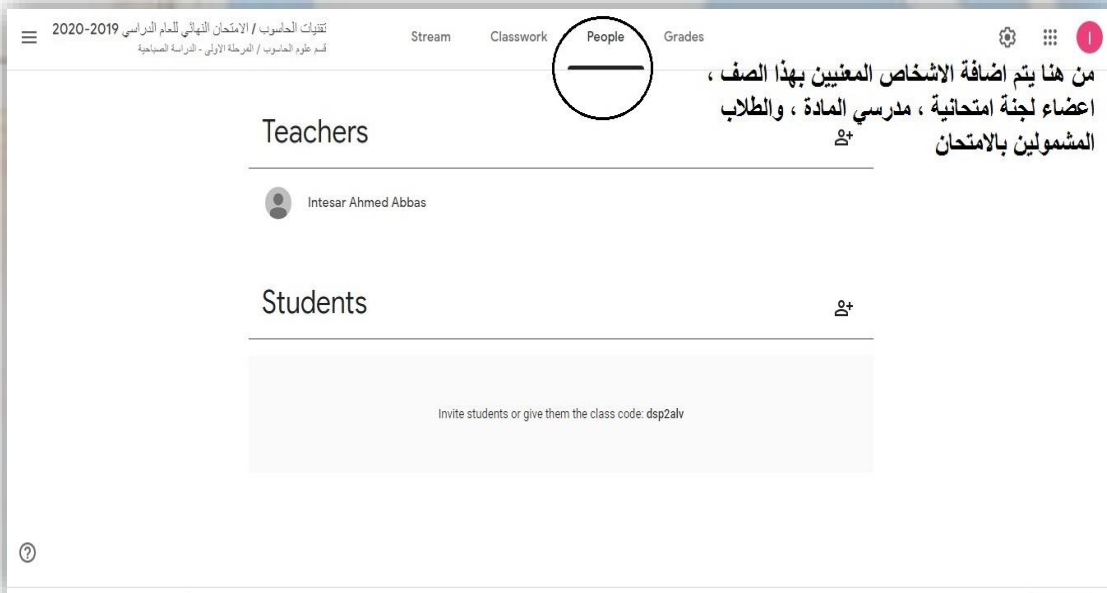 تقنيات الحاسوب / الامتحان النهائي للعام الدراسي 2019-2020
قسم علوم الحاسوب / المرحلة الاولى - الدراسة الصباحية
Stream Classwork People Grades
I
من هنا يتم اضافة الاشخاص المعنيين بهذا الصف ،
اعضاء لجنة امتحانية ، مدرسي المادة ، والطلاب
المشمولين بالامتحان
Teachers
Intesar Ahmed Abbas
Students
Invite students or give them the class code: dsp2alv